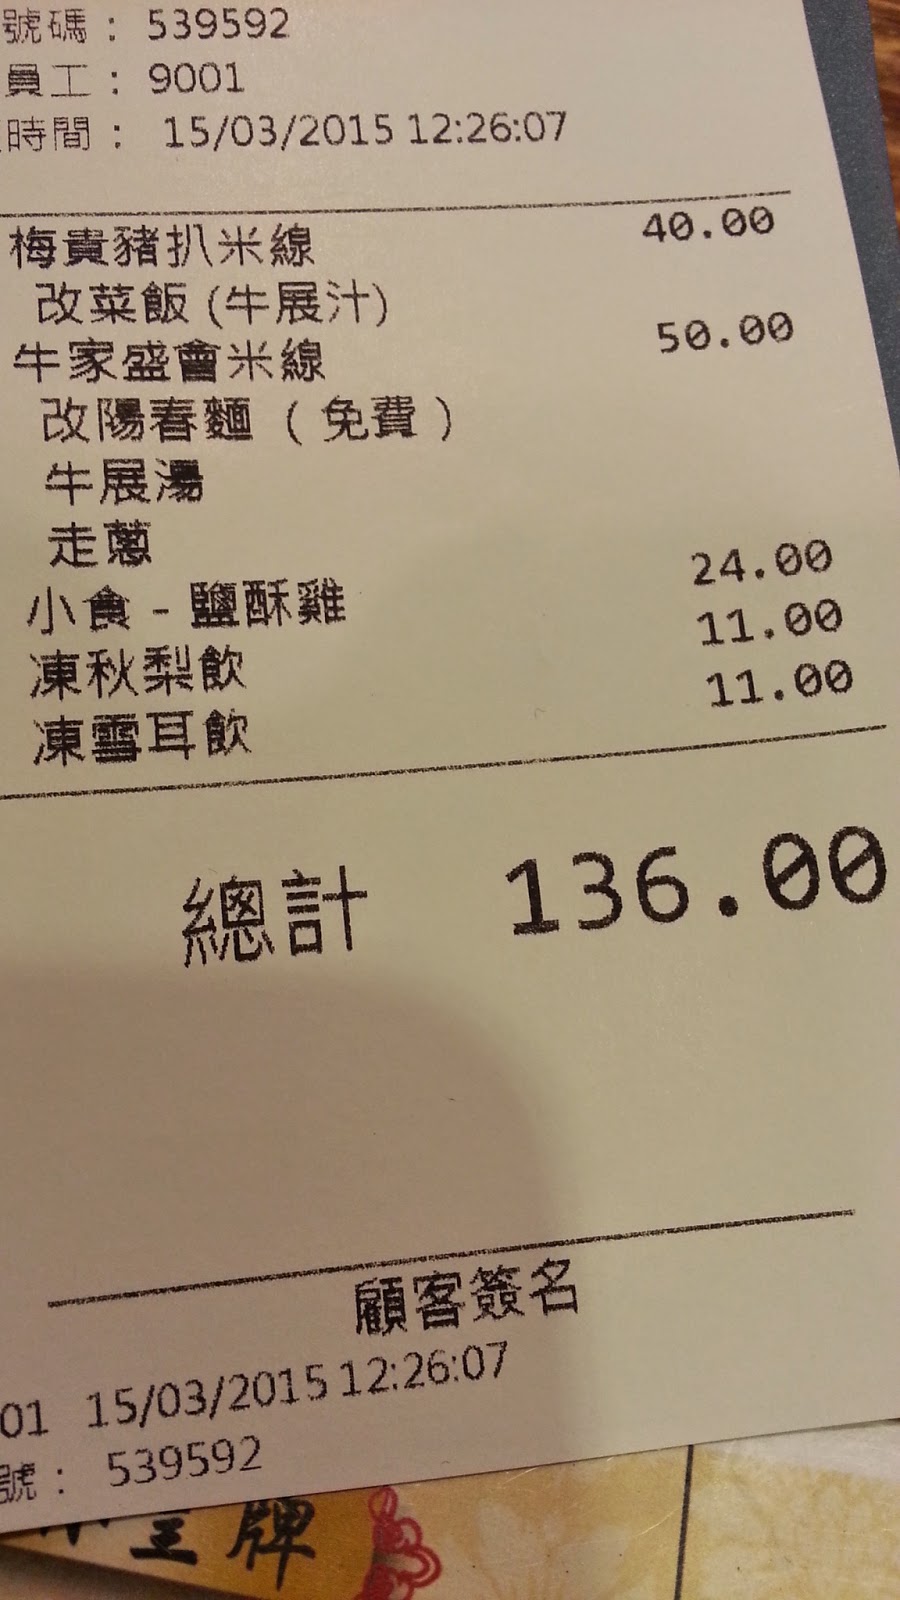 號碼： 539592
員工： 9001
時間： 15/03/2015 12:26:07
梅貴豬扒米線 40.00
改菜飯 (牛展汁)
牛家盛會米線 50.00
改陽春麵 (免費)
牛展湯
走蔥
小食 - 鹽酥雞 24.00
凍秋梨飲 11.00
凍雪耳飲 11.00
總計 136.00
顧客簽名
01 15/03/2015 12:26:07
號： 539592
牌